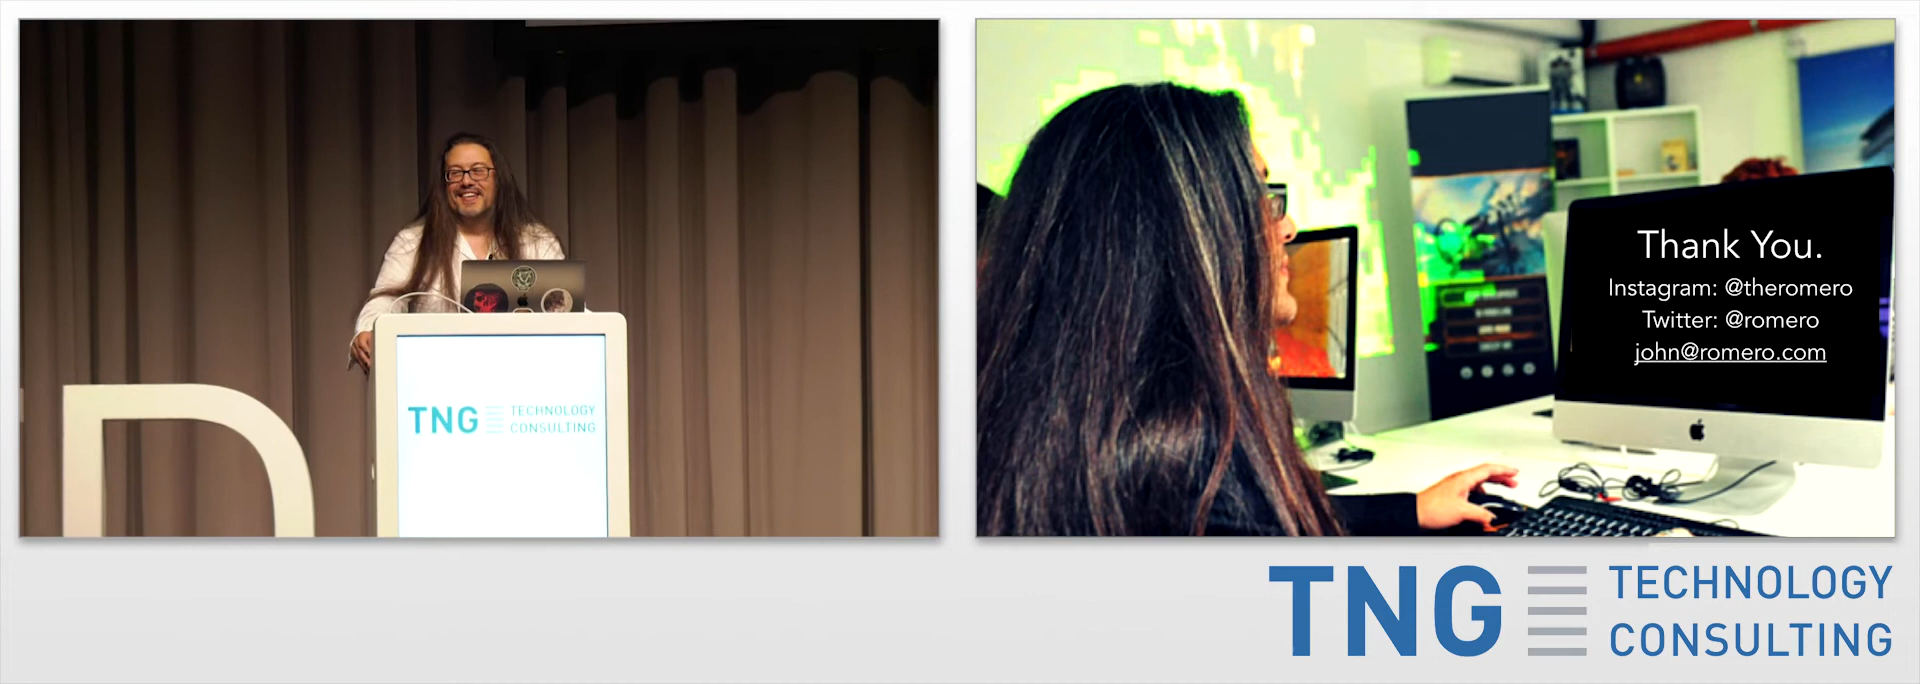 TNG TECHNOLOGY
CONSULTING
Thank You.
Instagram: @theromero
Twitter: @romero
john@romero.com
TNG TECHNOLOGY
CONSULTING